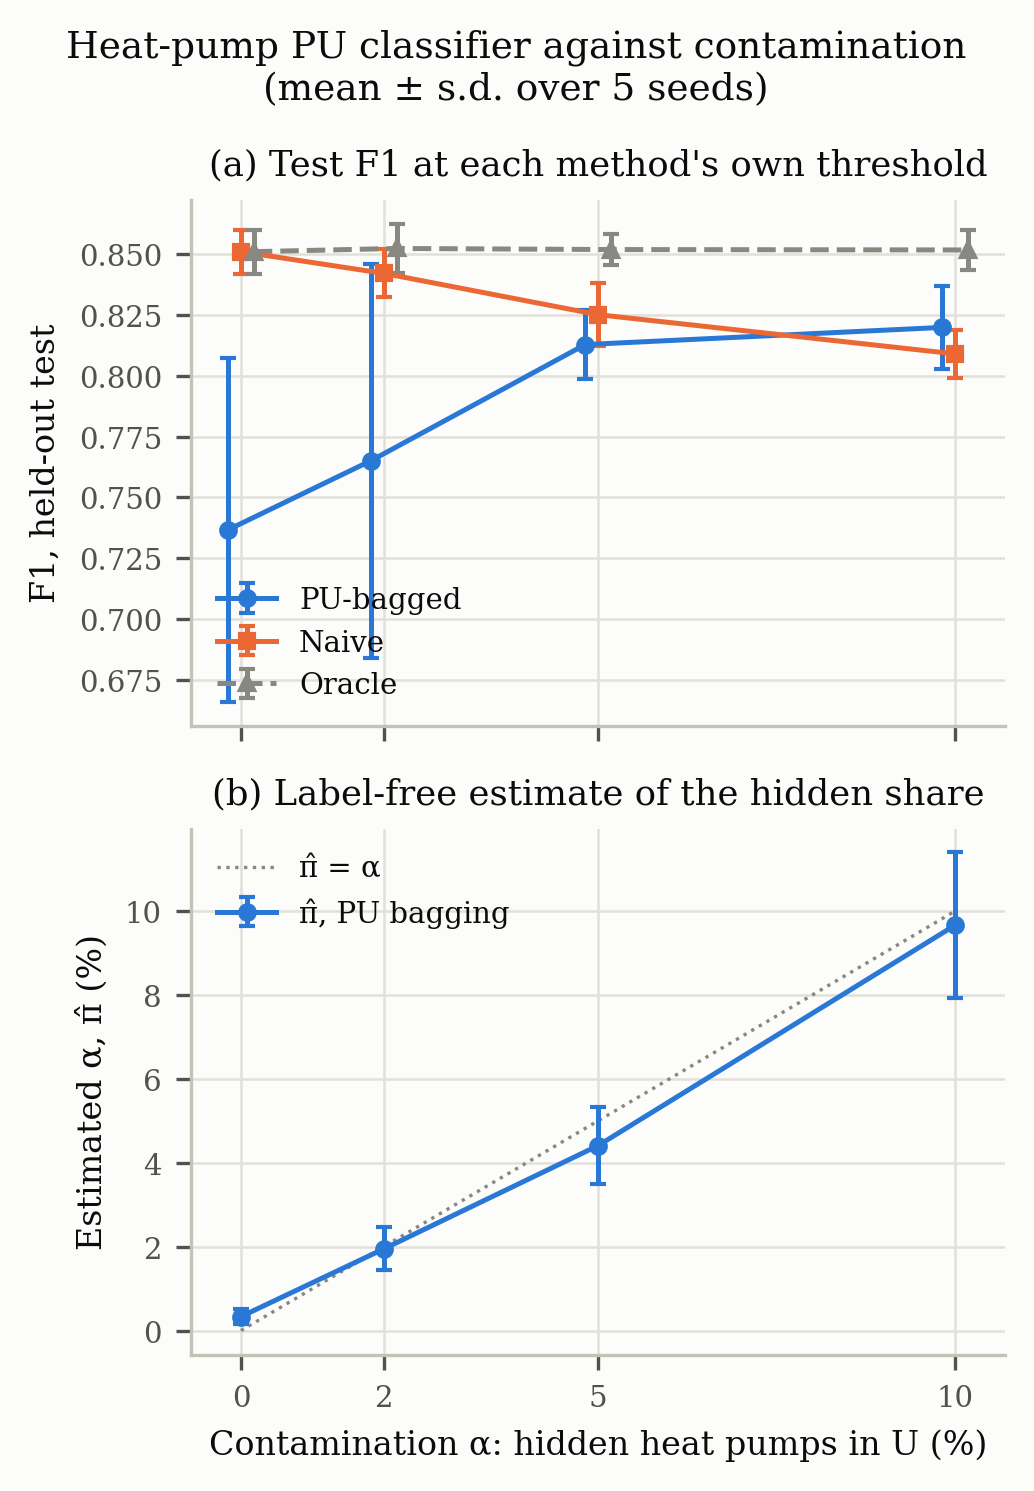 Heat-pump PU classifier against contamination
(mean ± s.d. over 5 seeds)
(a) Test F1 at each method's own threshold
F1, held-out test
0.850
0.825
0.800
0.775
0.750
0.725
0.700
0.675
PU-bagged
Naive
Oracle
(b) Label-free estimate of the hidden share
Estimated α, π̂ (%)
10
8
6
4
2
0
π̂ = α
π̂, PU bagging
0 2 5 10
Contamination α: hidden heat pumps in U (%)